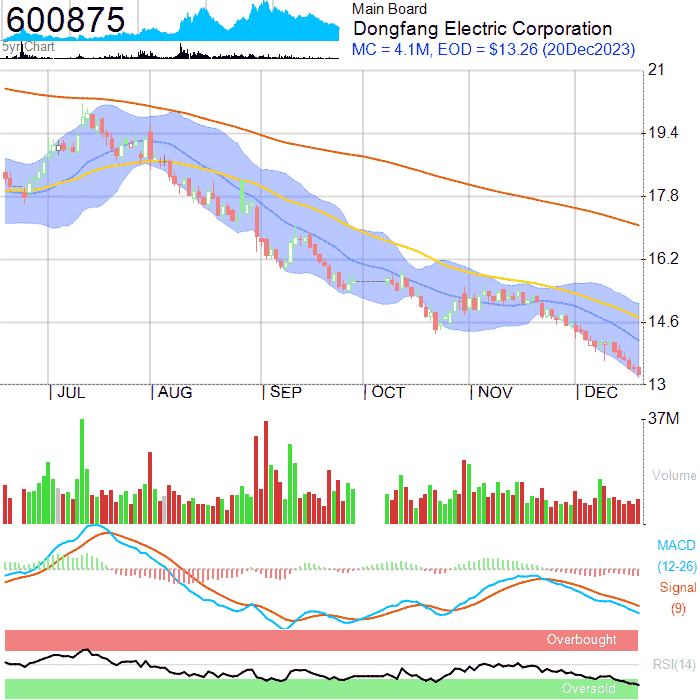 600875
5yr Chart
Main Board
Dongfang Electric Corporation
MC = 4.1M, EOD = $13.26 (20Dec2023)
21
19.4
17.8
16.2
14.6
13
JUL AUG SEP OCT NOV DEC
37M
Volume
MACD
(12-26)
Signal
(9)
Overbought
RSI(14)
Oversold